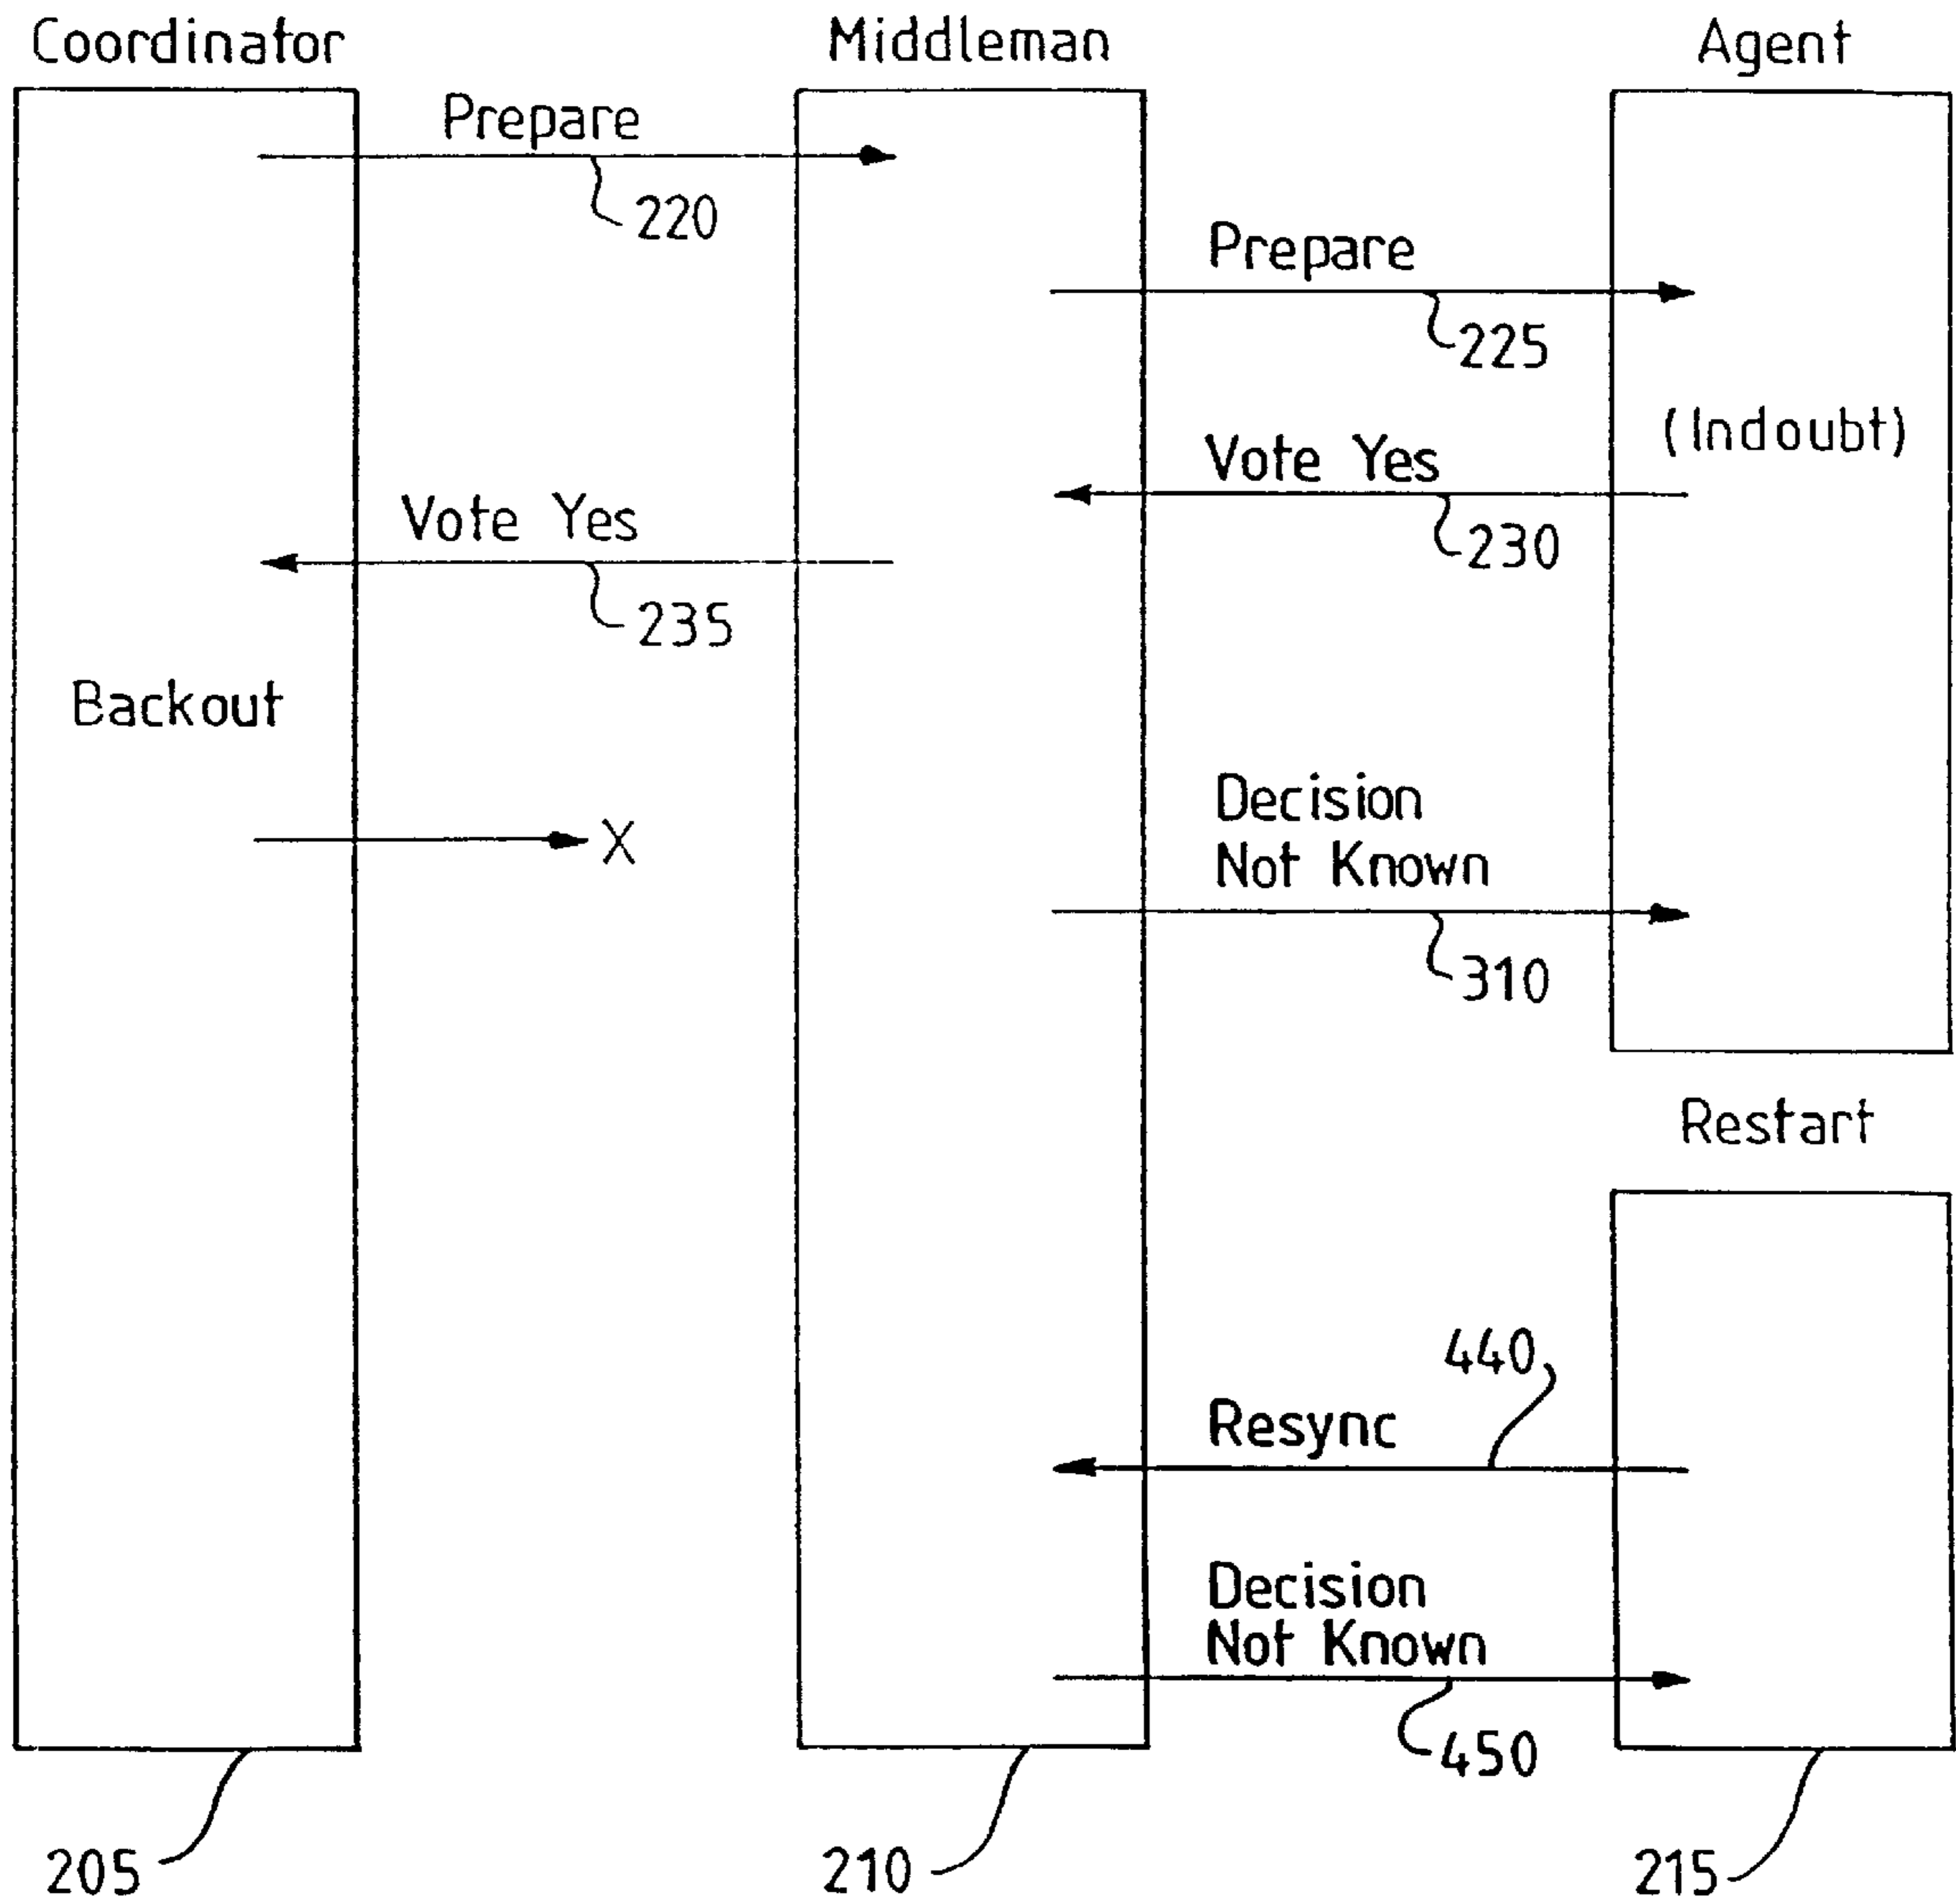 Coordinator
Middleman
Agent
Prepare
220
Prepare
225
(Indoubt)
Vote Yes
230
Vote Yes
235
Backout
X
Decision
Not Known
310
Restart
440
Resync
Decision
Not Known
450
205
210
215